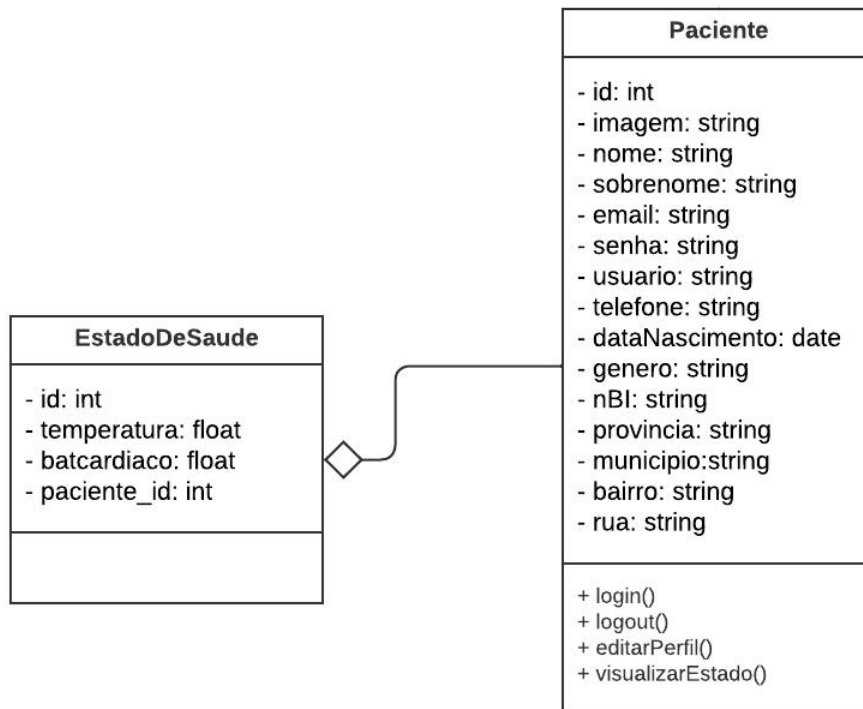 Paciente
- id: int
- imagem: string
- nome: string
- sobrenome: string
- email: string
- senha: string
- usuario: string
- telefone: string
- dataNascimento: date
- genero: string
- nBI: string
- provincia: string
- municipio:string
- bairro: string
- rua: string
+ login()
+ logout()
+ editarPerfil()
+ visualizarEstado()
EstadoDeSaude
- id: int
- temperatura: float
- batcardiaco: float
- paciente_id: int